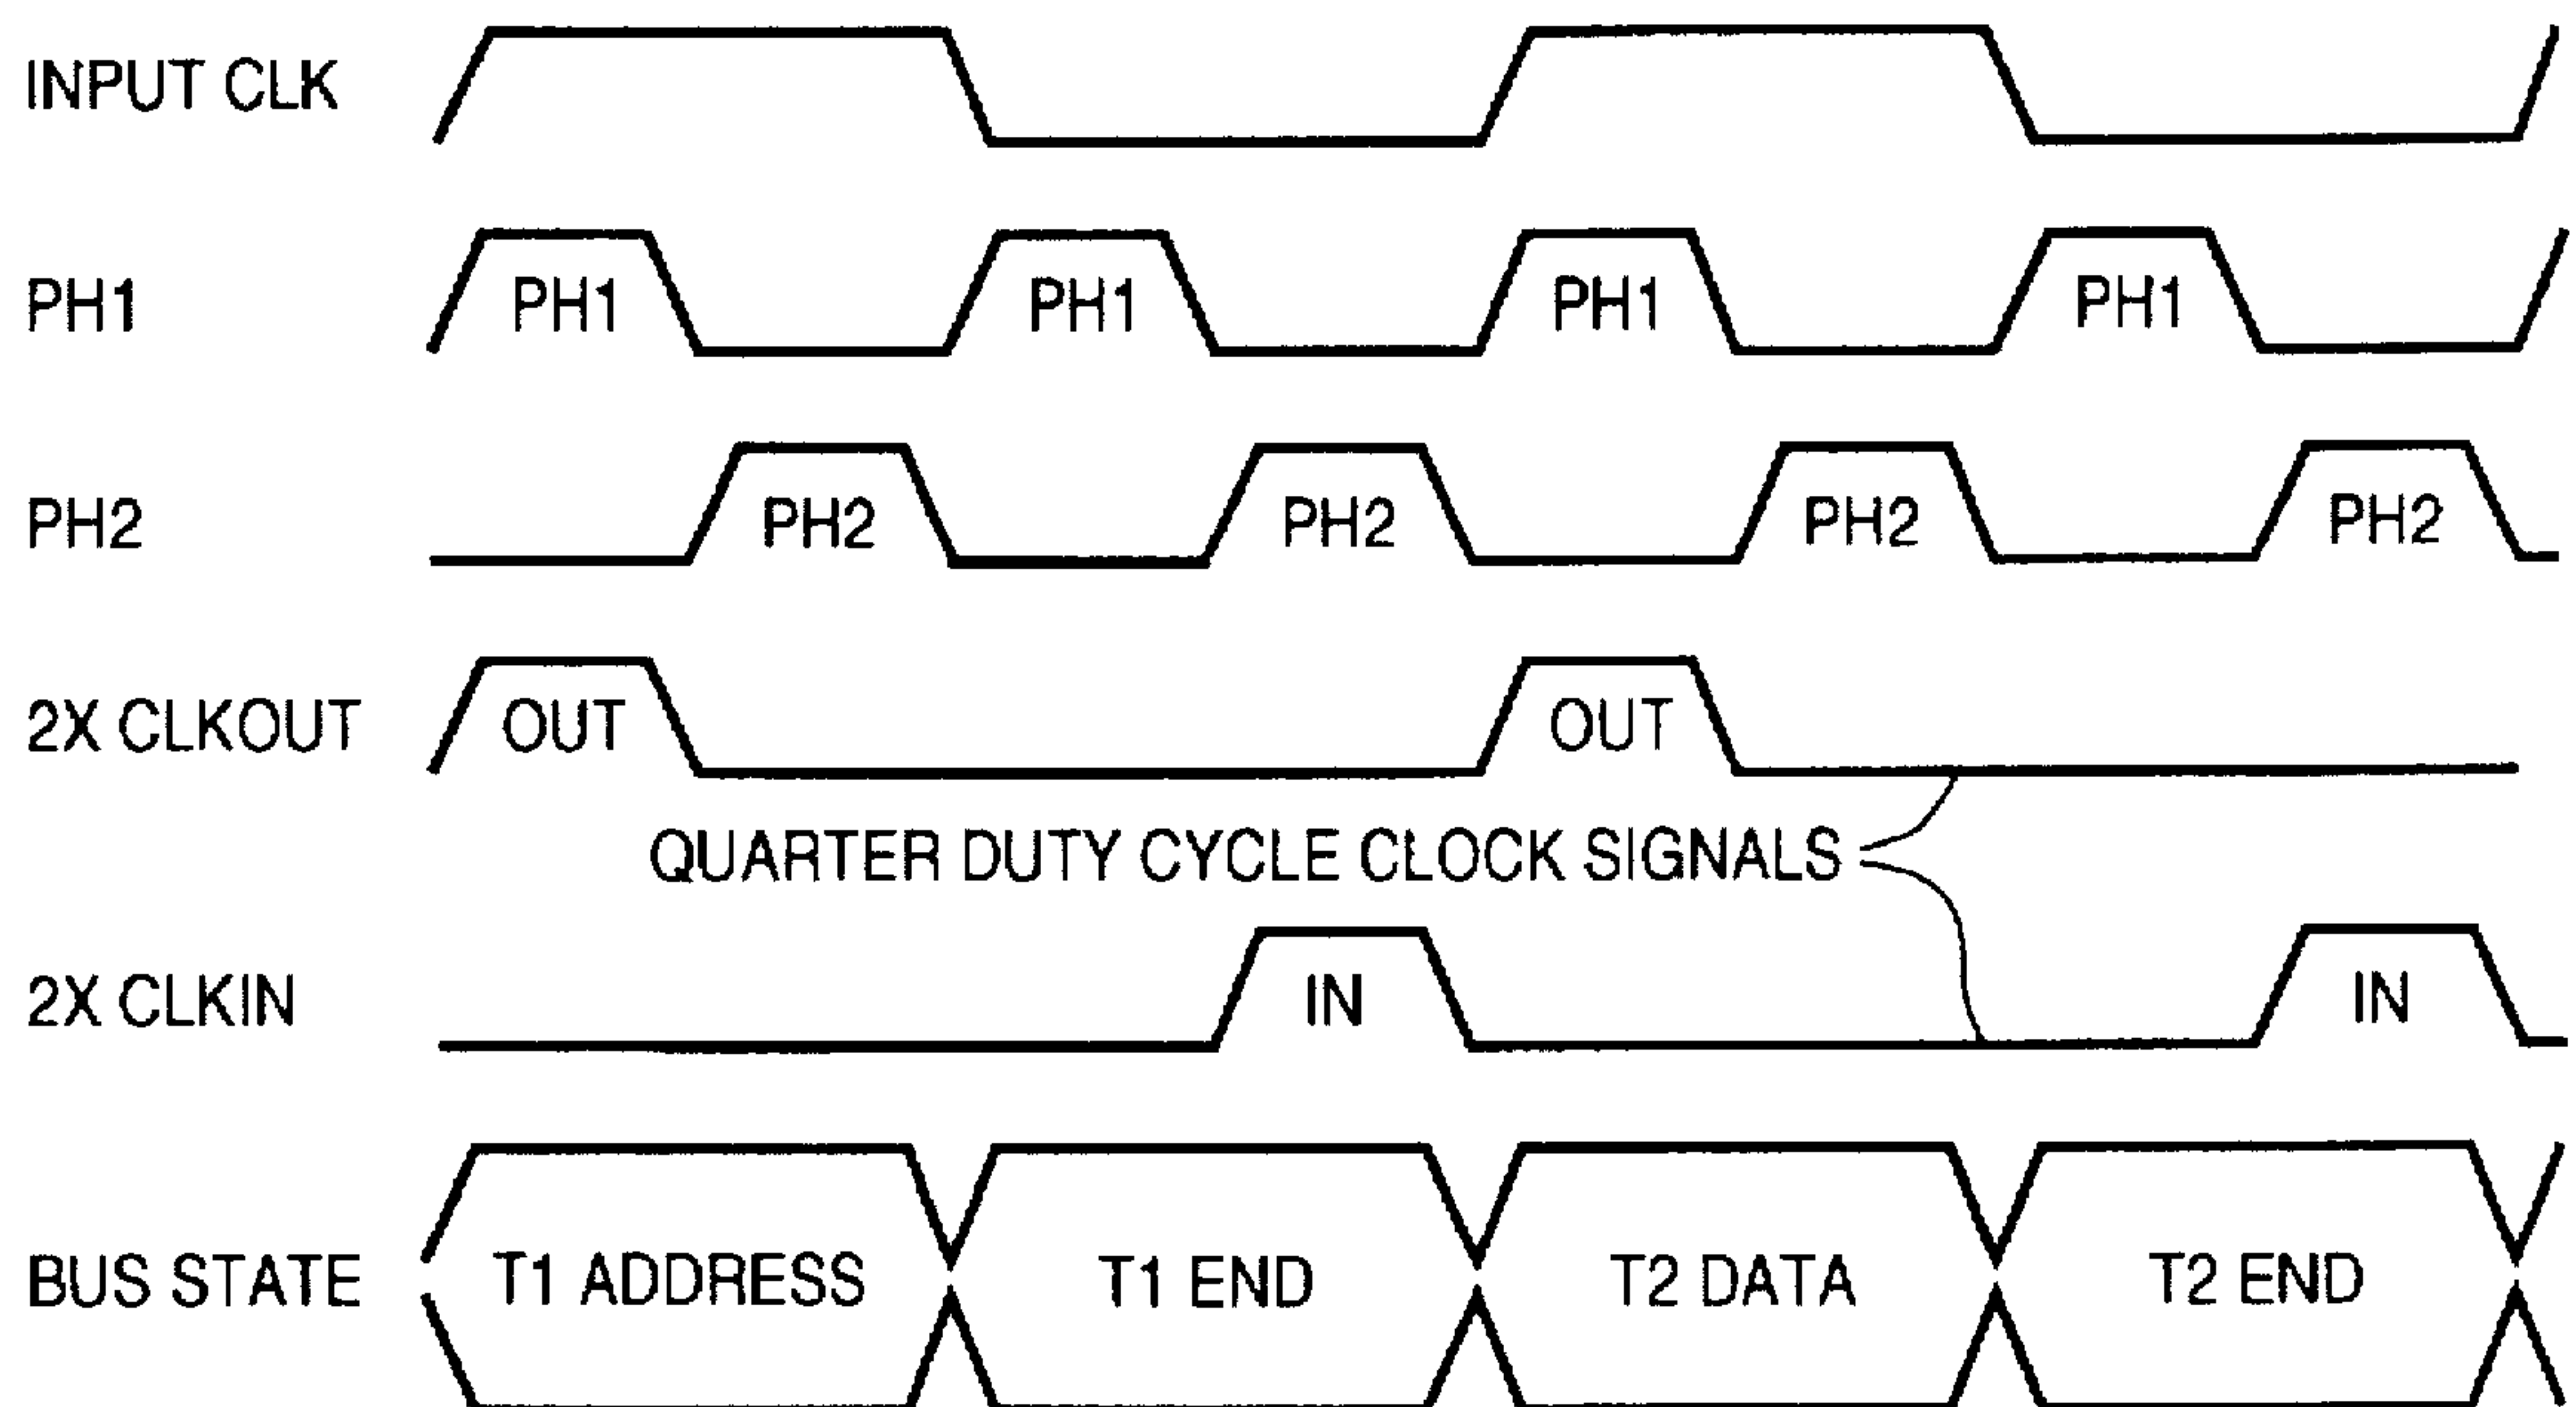 INPUT CLK
PH1 PH1 PH1 PH1 PH1
PH2 PH2 PH2 PH2 PH2
2X CLKOUT OUT OUT
QUARTER DUTY CYCLE CLOCK SIGNALS
2X CLKIN IN IN
BUS STATE T1 ADDRESS T1 END T2 DATA T2 END